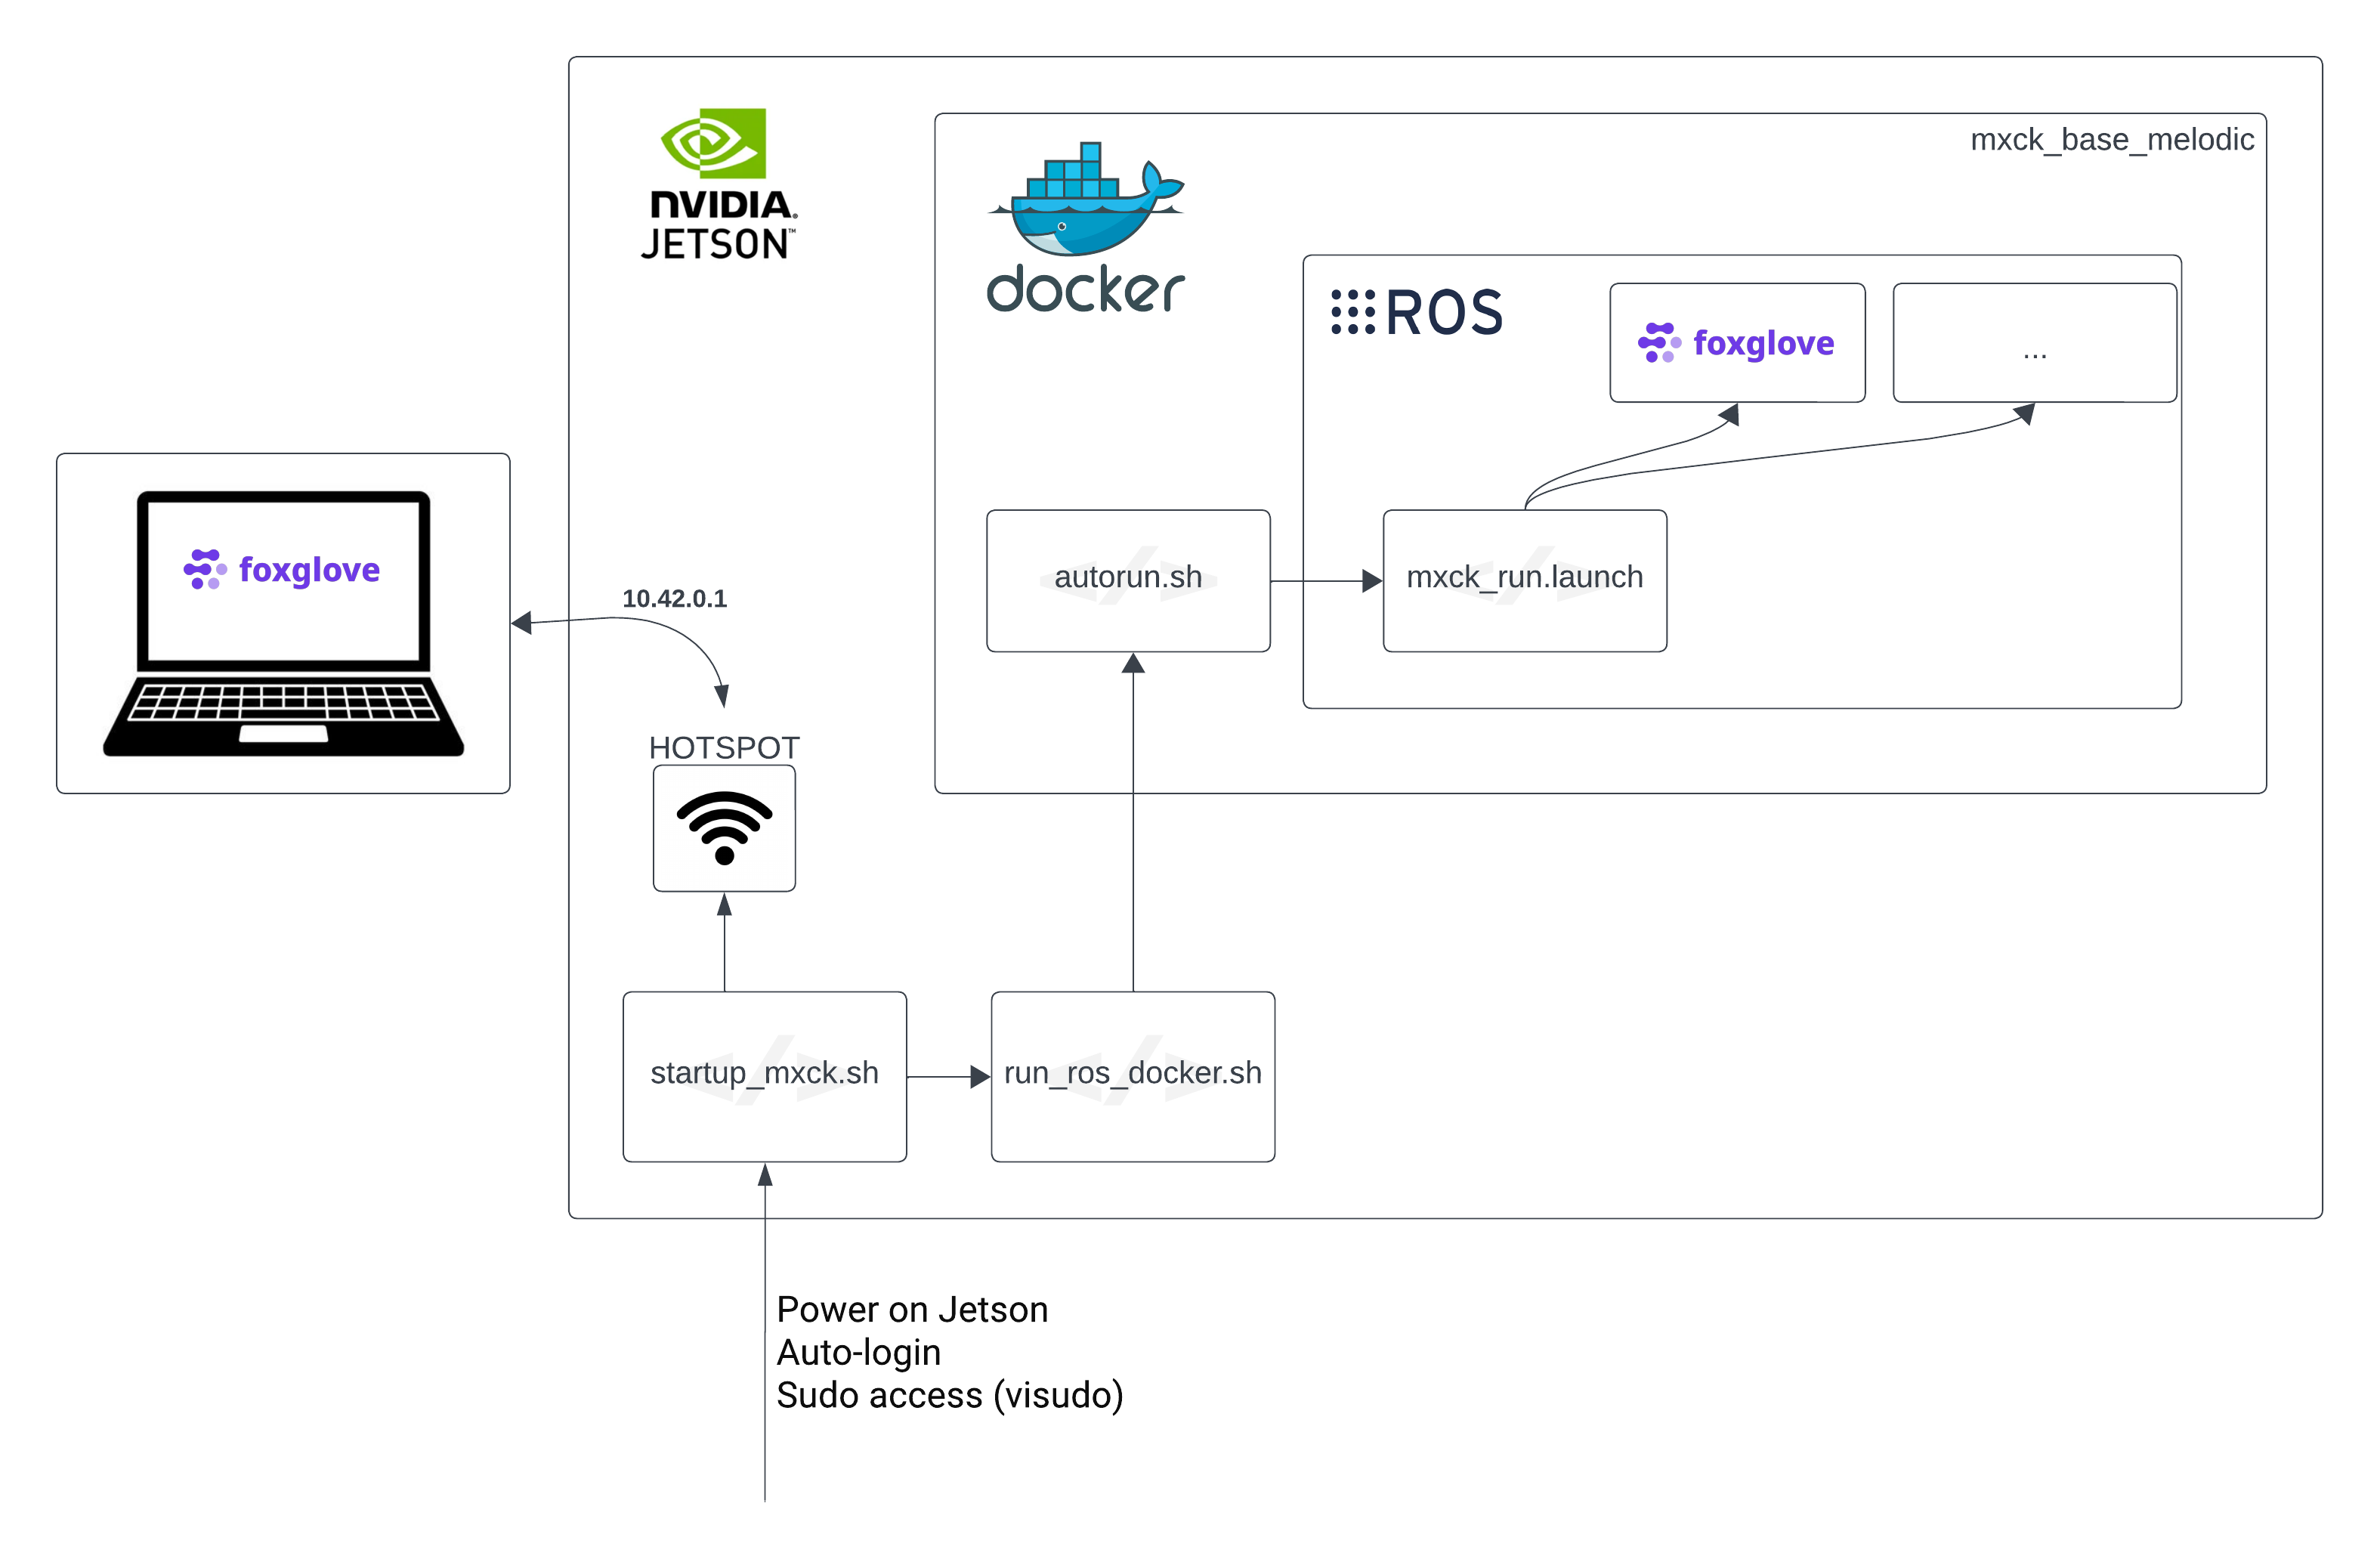 mxck_base_melodic
NVIDIA®
JETSON™
docker
ROS
foxglove
...
foxglove
10.42.0.1
autorun.sh
mxck_run.launch
HOTSPOT
startup_mxck.sh
run_ros_docker.sh
Power on Jetson
Auto-login
Sudo access (visudo)